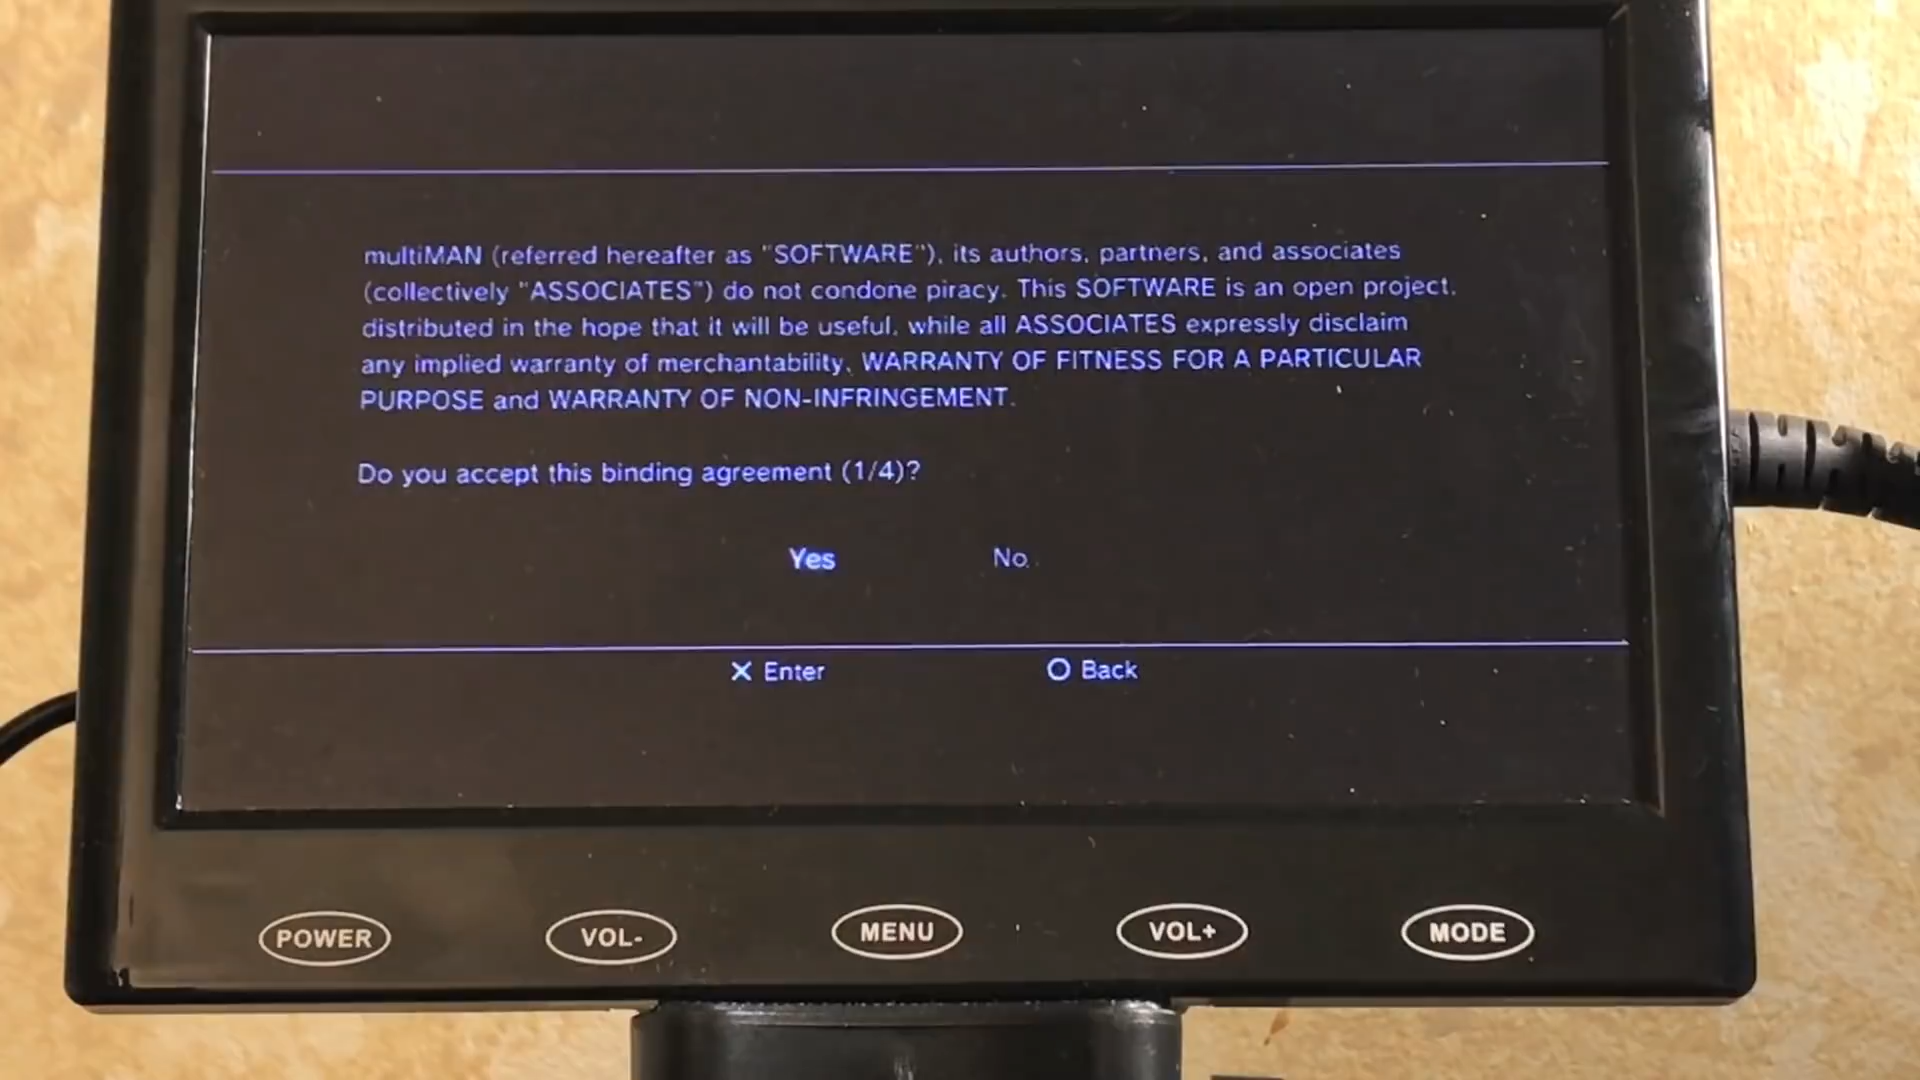 multiMAN (referred hereafter as "SOFTWARE"), its authors, partners, and associates
(collectively "ASSOCIATES") do not condone piracy. This SOFTWARE is an open project,
distributed in the hope that it will be useful, while all ASSOCIATES expressly disclaim
any implied warranty of merchantability, WARRANTY OF FITNESS FOR A PARTICULAR
PURPOSE and WARRANTY OF NON-INFRINGEMENT.
Do you accept this binding agreement (1/4)?
Yes No
X Enter O Back
POWER VOL- MENU VOL+ MODE